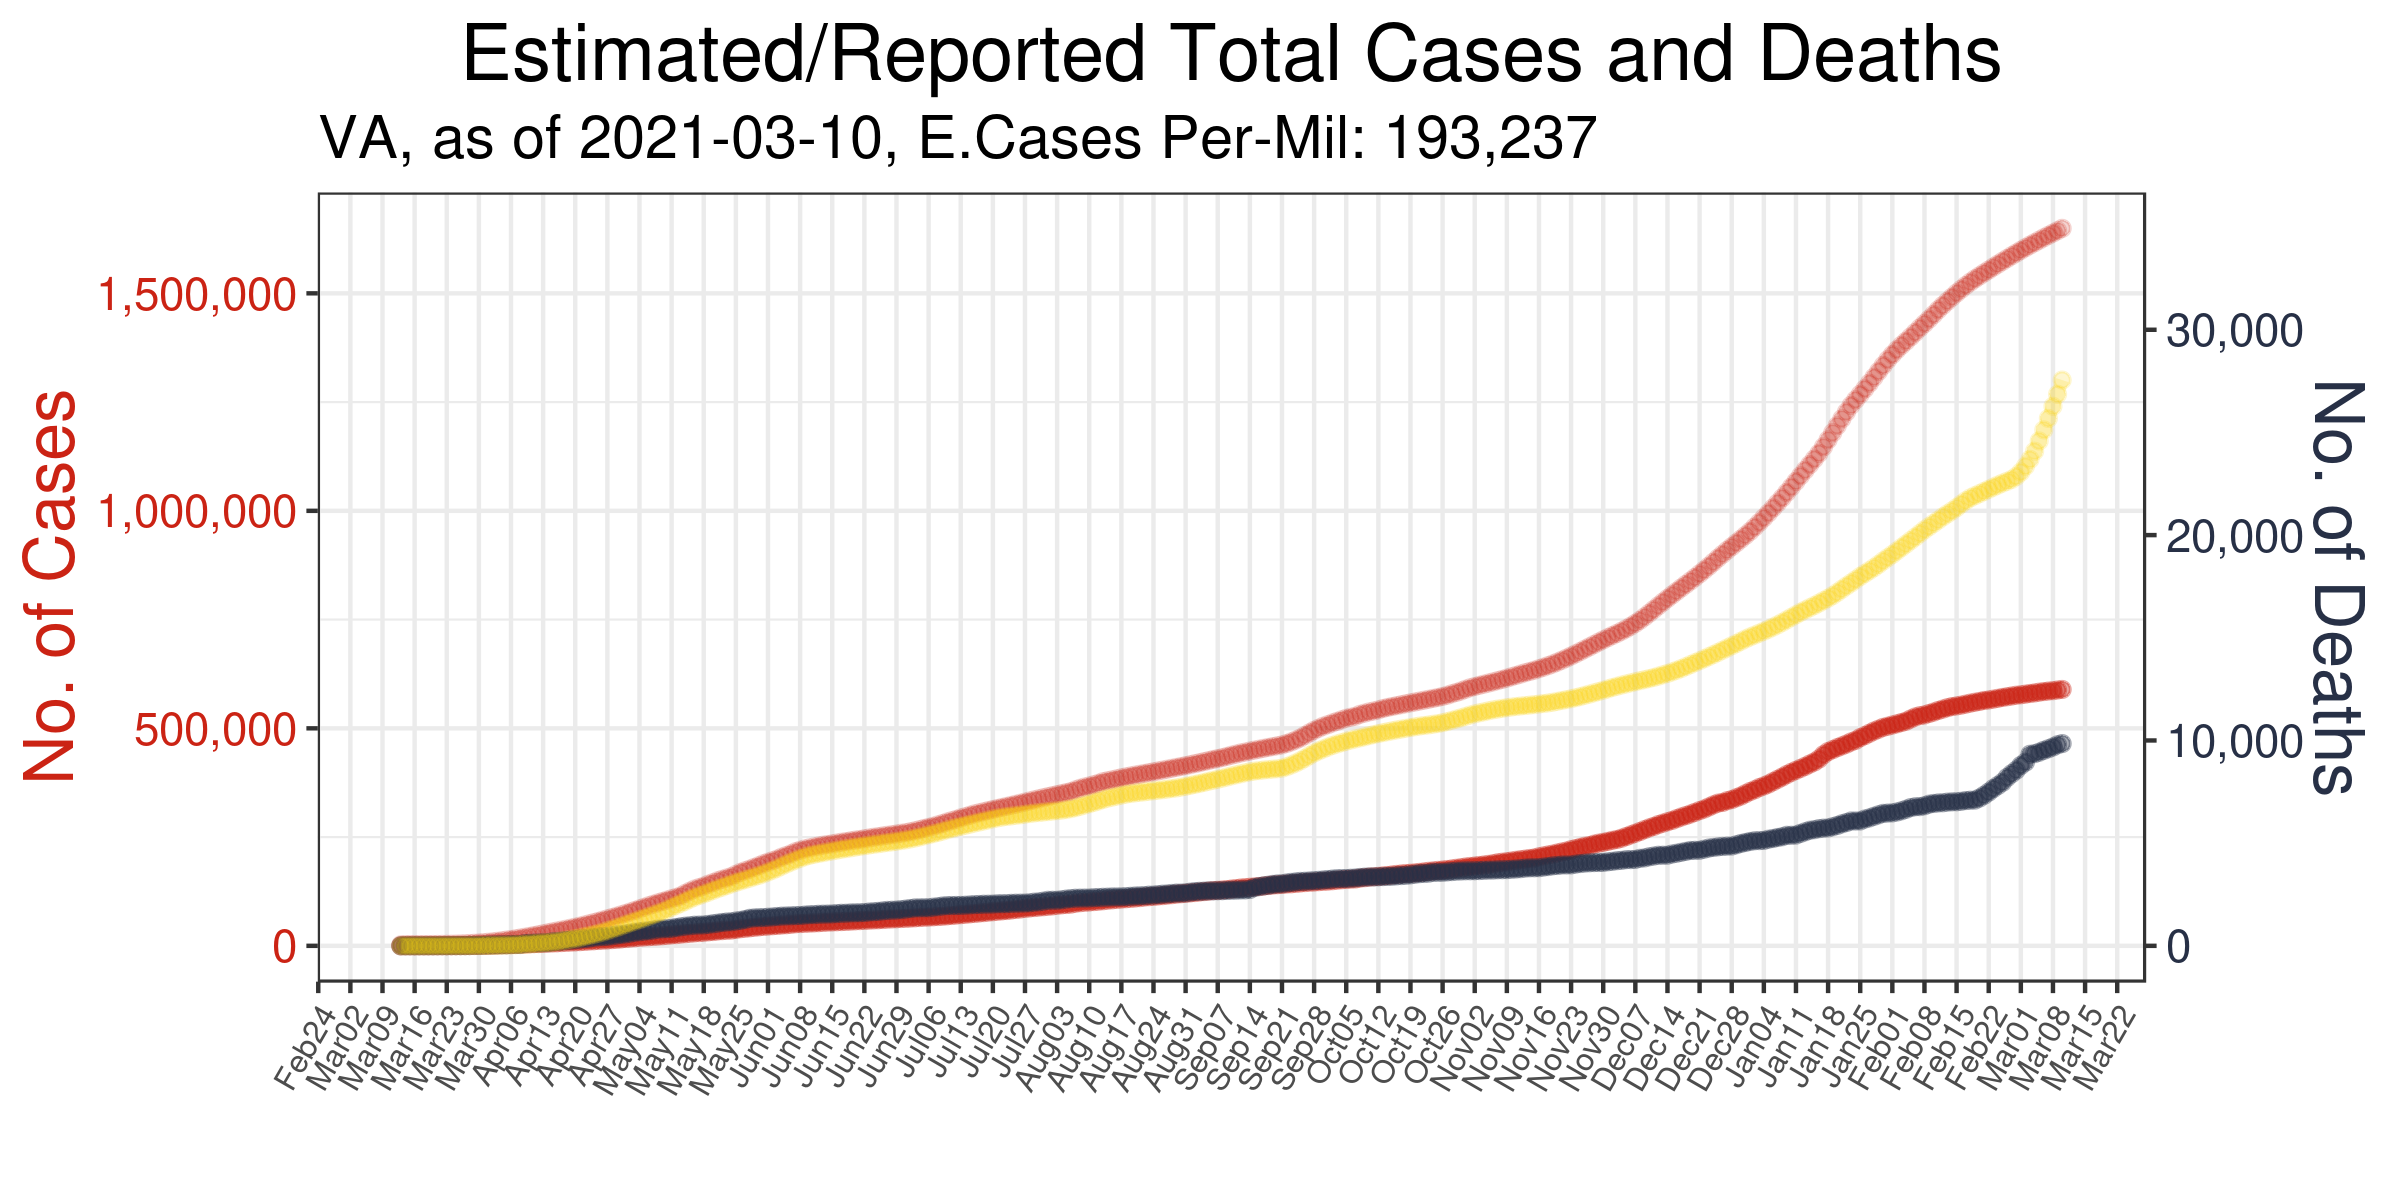 Estimated/Reported Total Cases and Deaths
VA, as of 2021-03-10, E.Cases Per-Mil: 193,237
No. of Cases
1,500,000
1,000,000
500,000
0
30,000
20,000
10,000
0
No. of Deaths
Feb24
Mar02
Mar09
Mar16
Mar23
Mar30
Apr06
Apr13
Apr20
Apr27
May04
May11
May18
May25
Jun01
Jun08
Jun15
Jun22
Jun29
Jul06
Jul13
Jul20
Jul27
Aug03
Aug10
Aug17
Aug24
Aug31
Sep07
Sep14
Sep21
Sep28
Oct05
Oct12
Oct19
Oct26
Nov02
Nov09
Nov16
Nov23
Nov30
Dec07
Dec14
Dec21
Dec28
Jan04
Jan11
Jan18
Jan25
Feb01
Feb08
Feb15
Feb22
Mar01
Mar08
Mar15
Mar22